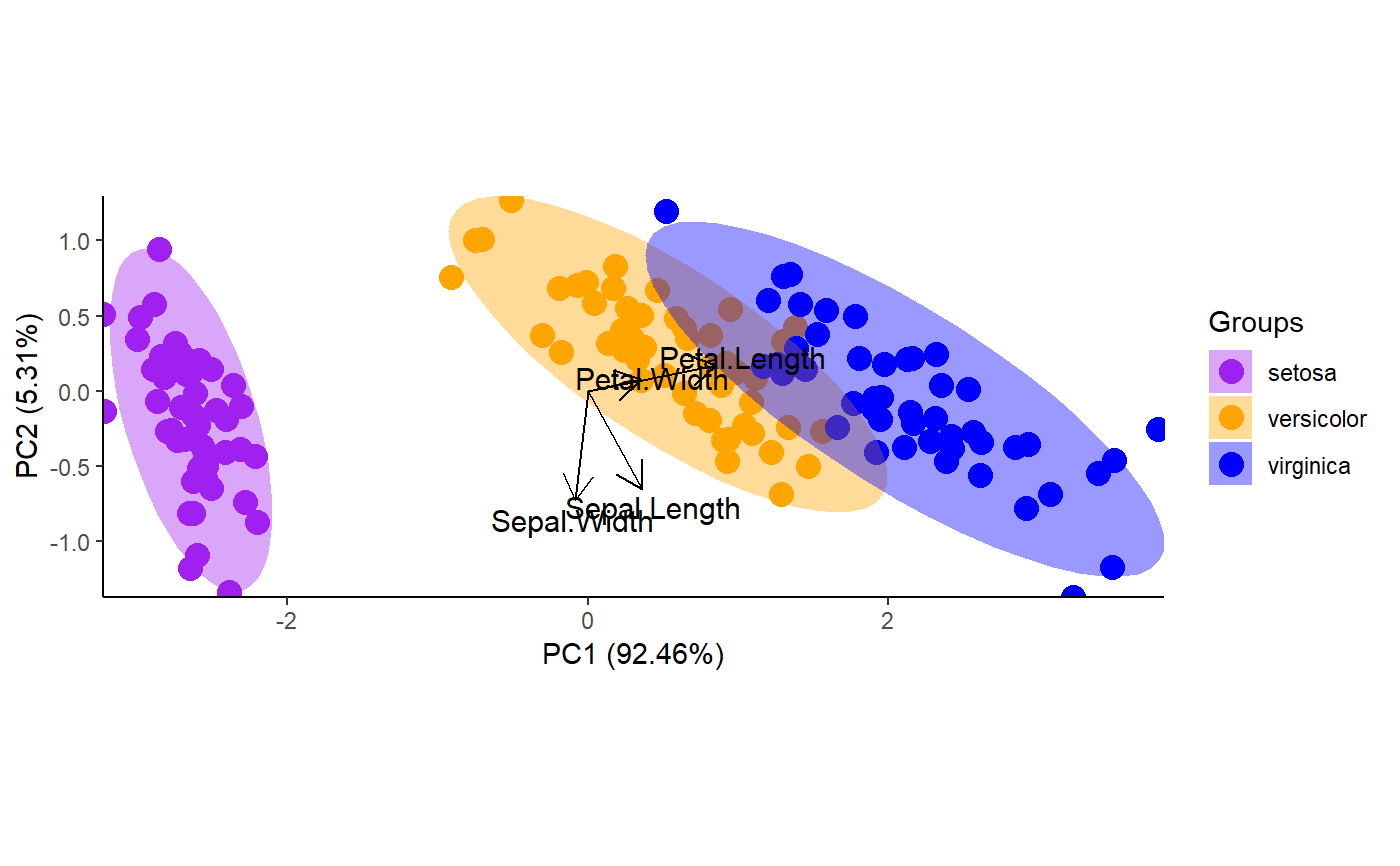 1.0
0.5
0.0
-0.5
-1.0
PC2 (5.31%)
Petal.Length
Petal.Width
Sepal.Length
Sepal.Width
-2
0
2
PC1 (92.46%)
Groups
setosa
versicolor
virginica